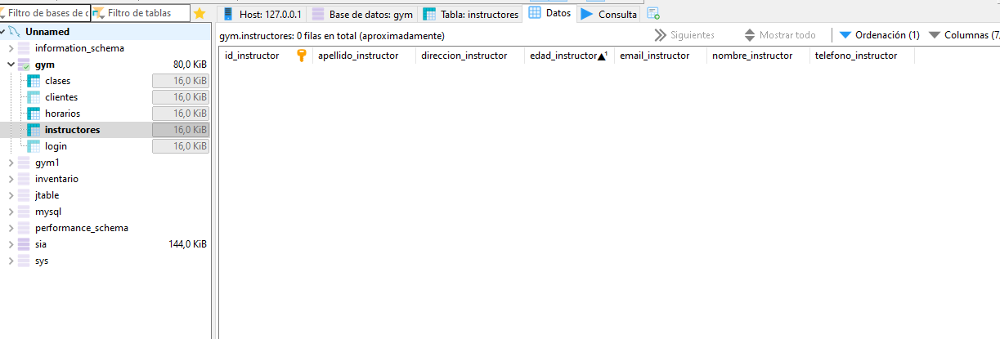 Filtro de bases de c
Filtro de tablas
Host: 127.0.0.1
Base de datos: gym
Tabla: instructores
Datos
Consulta
Unnamed
information_schema
gym 80,0 KiB
clases 16,0 KiB
clientes 16,0 KiB
horarios 16,0 KiB
instructores 16,0 KiB
login 16,0 KiB
gym1
inventario
jtable
mysql
performance_schema
sia 144,0 KiB
sys
gym.instructores: 0 filas en total (aproximadamente)
Siguientes
Mostrar todo
Ordenación (1)
Columnas (7/
id_instructor apellido_instructor direccion_instructor edad_instructor 1 email_instructor nombre_instructor telefono_instructor